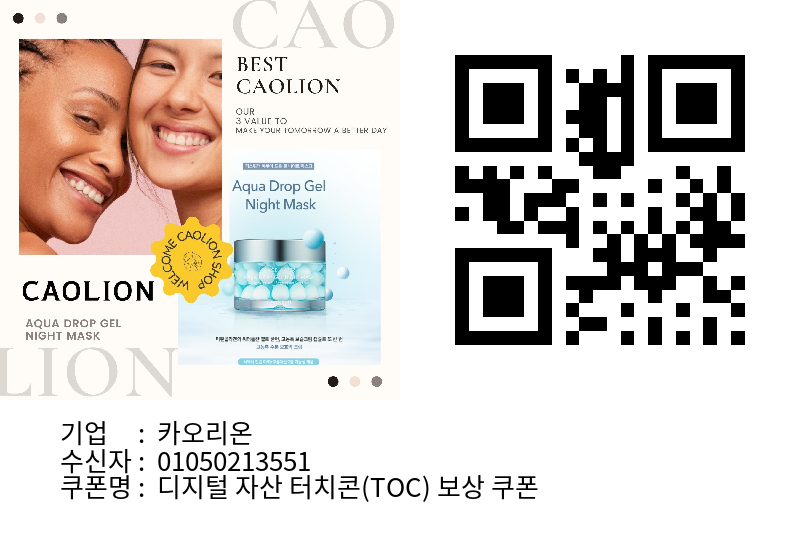 CAO
BEST
CAOLION
OUR
3 VALUE TO
MAKE YOUR TOMORROW A BETTER DAY
Aqua Drop Gel
Night Mask
WELCOME CAOLION SHOP
CAOLION
AQUA DROP GEL
NIGHT MASK
LION
기업 : 카오리온
수신자 : 01050213551
쿠폰명 : 디지털 자산 터치콘(TOC) 보상 쿠폰